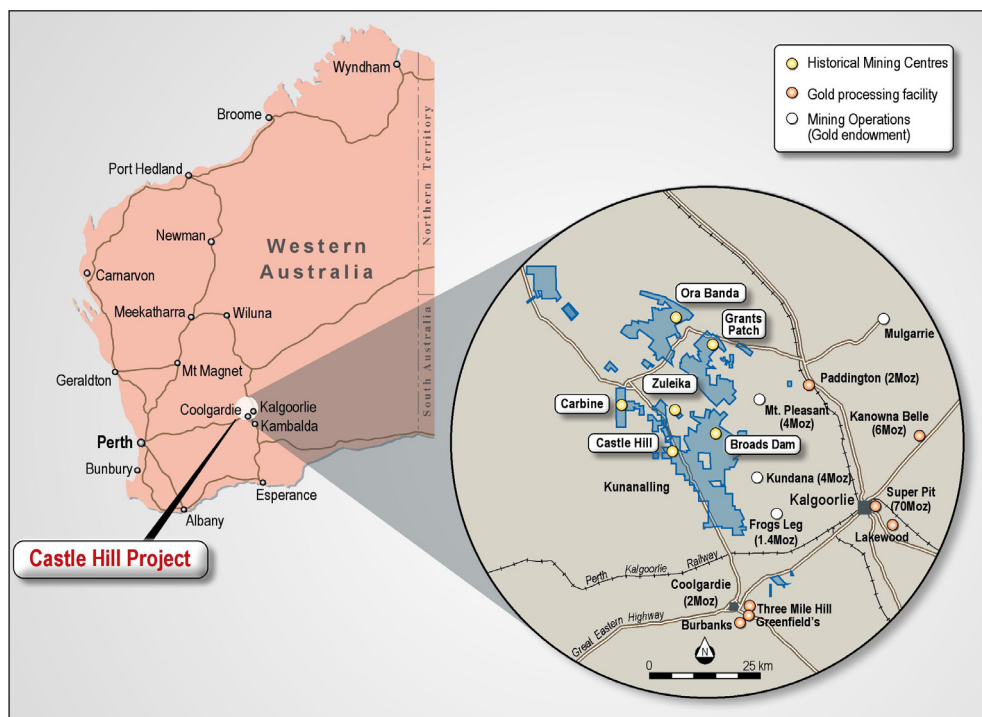 Wyndham
Broome
Port Hedland
Newman
Western
Australia
Northern Territory
South Australia
Carnarvon
Meekatharra
Wiluna
Mt Magnet
Geraldton
Coolgardie
Kalgoorlie
Kambalda
Perth
Bunbury
Esperance
Albany
Castle Hill Project
Historical Mining Centres
Gold processing facility
Mining Operations
(Gold endowment)
Ora Banda
Grants
Patch
Mulgarrie
Zuleika
Paddington (2Moz)
Carbine
Mt. Pleasant
(4Moz)
Kanowna Belle
(6Moz)
Castle Hill
Broads Dam
Kunanalling
Kundana (4Moz)
Kalgoorlie
Super Pit
(70Moz)
Frogs Leg
(1.4Moz)
Lakewood
Perth Kalgoorlie Railway
Coolgardie
(2Moz)
Three Mile Hill
Greenfield's
Burbanks
Great Eastern Highway
N
0 25 km